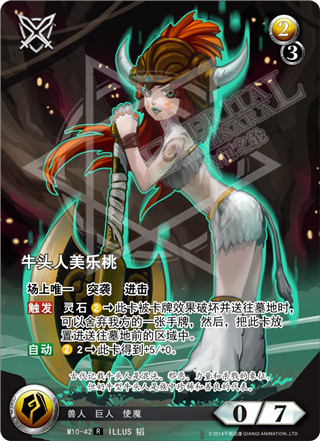 2
3
牛头人美乐桃
场上唯一 突袭 进击
触发 灵石 2→此卡被卡牌效果破坏并送往墓地时,
可以舍弃我方的一张手牌，然后，把此卡放
置进送往墓地前的区域中。
自动 2 2→此卡得到+5/+0.
兽人 巨人 使魔
W10-42 R ILLUS 韬
0/7
©2014千骐动漫 QIANQI ANIMATION.,LTD